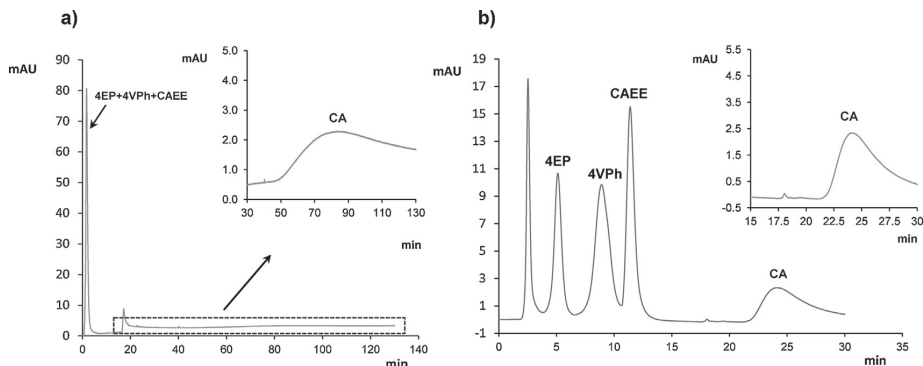 a)
mAU
90
80
70
60
50
40
30
20
10
0
4EP+4VPh+CAEE
0 20 40 60 80 100 120 140
min
mAU
5.0
4.0
3.0
2.0
1.0
0.0
CA
30 50 70 90 110 130
min
b)
mAU
19
17
15
13
11
9
7
5
3
1
-1
4EP
4VPh
CAEE
CA
0 5 10 15 20 25 30 35
min
mAU
5.5
4.5
3.5
2.5
1.5
0.5
-0.5
CA
15 17.5 20 22.5 25 27.5 30
min